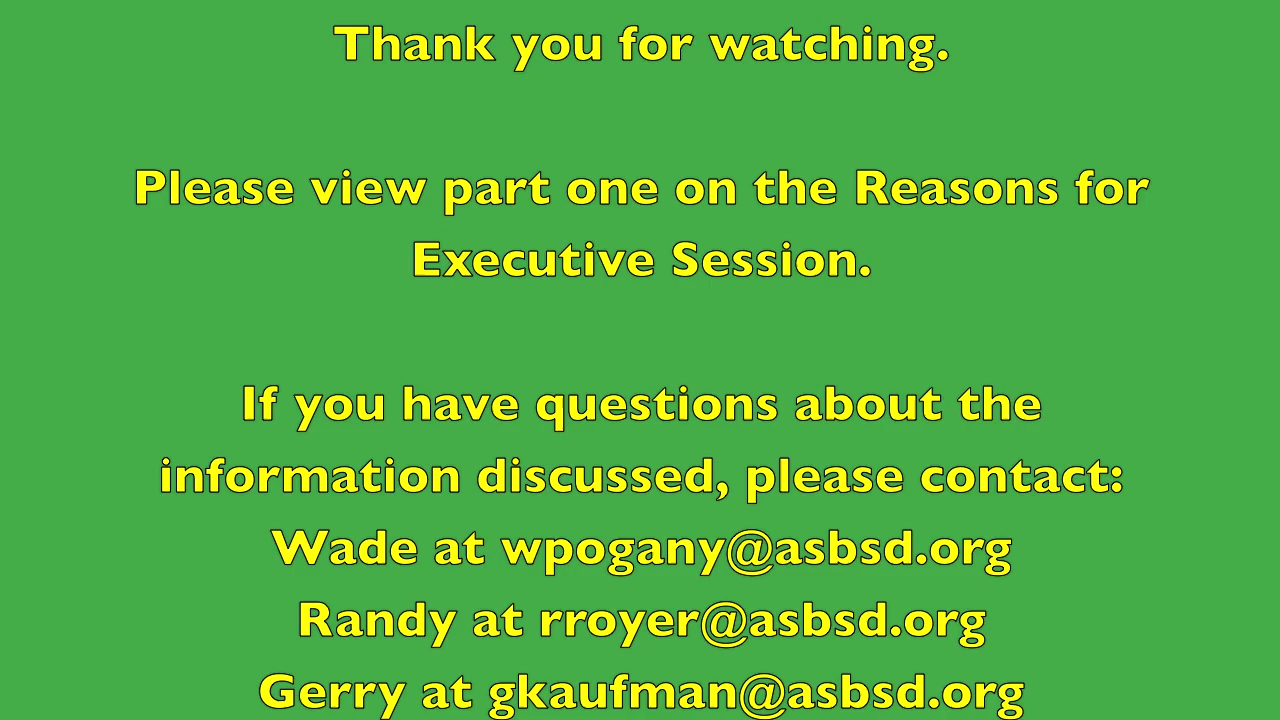 Thank you for watching.
Please view part one on the Reasons for
Executive Session.
If you have questions about the
information discussed, please contact:
Wade at wpogany@asbsd.org
Randy at rroyer@asbsd.org
Gerry at gkaufman@asbsd.org